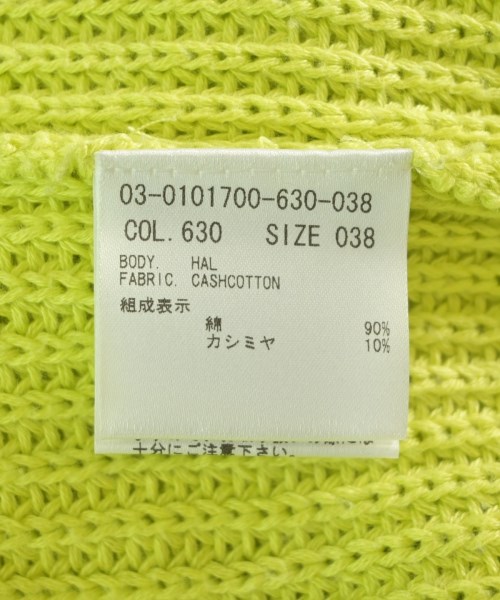 03-0101700-630-038
COL. 630 SIZE 038
BODY. HAL
FABRIC. CASHCOTTON
組成表示
綿 90%
カシミヤ 10%
十分にご注意下さい。